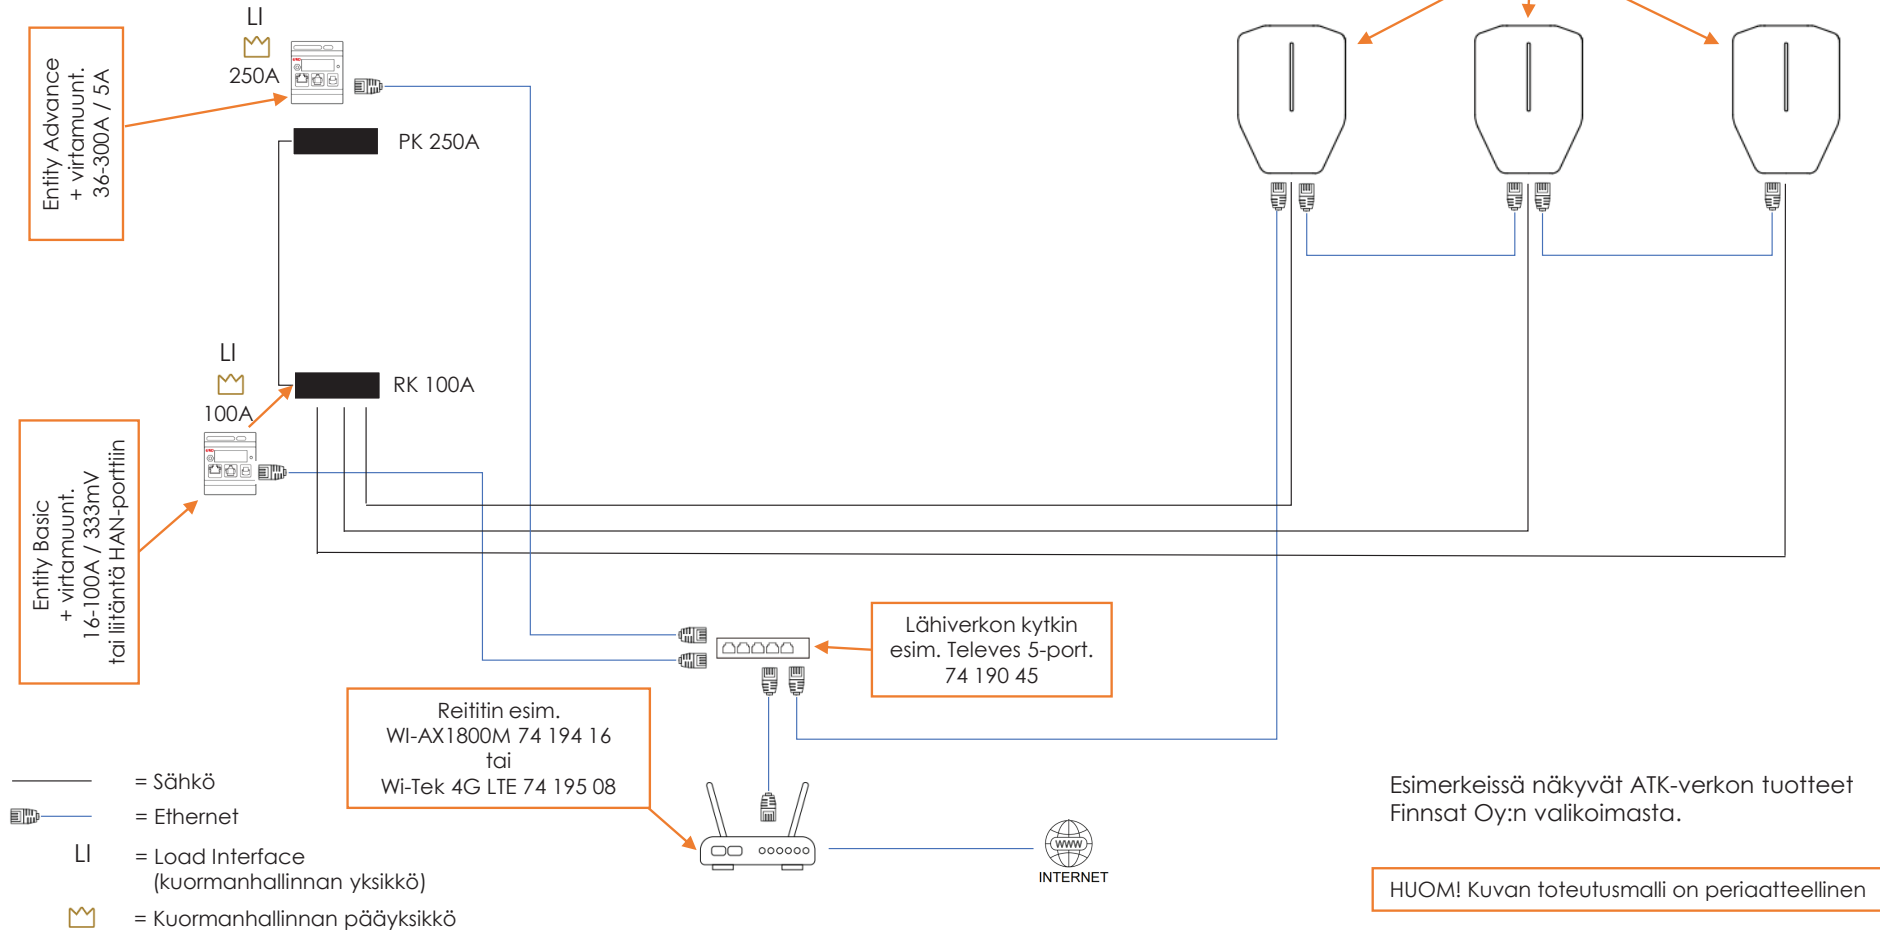 LI
250A
Entity Advance
+ virtamuunt.
36-300A / 5A
PK 250A
LI
100A
RK 100A
Entity Basic
+ virtamuunt.
16-100A / 333mV
tai liitäntä HAN-porttiin
Lähiverkon kytkin
esim. Televes 5-port.
74 190 45
Reititin esim.
WI-AX1800M 74 194 16
tai
Wi-Tek 4G LTE 74 195 08
WWW
INTERNET
= Sähkö
= Ethernet
LI = Load Interface
(kuormanhallinnan yksikkö)
= Kuormanhallinnan pääyksikkö
Esimerkeissä näkyvät ATK-verkon tuotteet
Finnsat Oy:n valikoimasta.
HUOM! Kuvan toteutusmalli on periaatteellinen